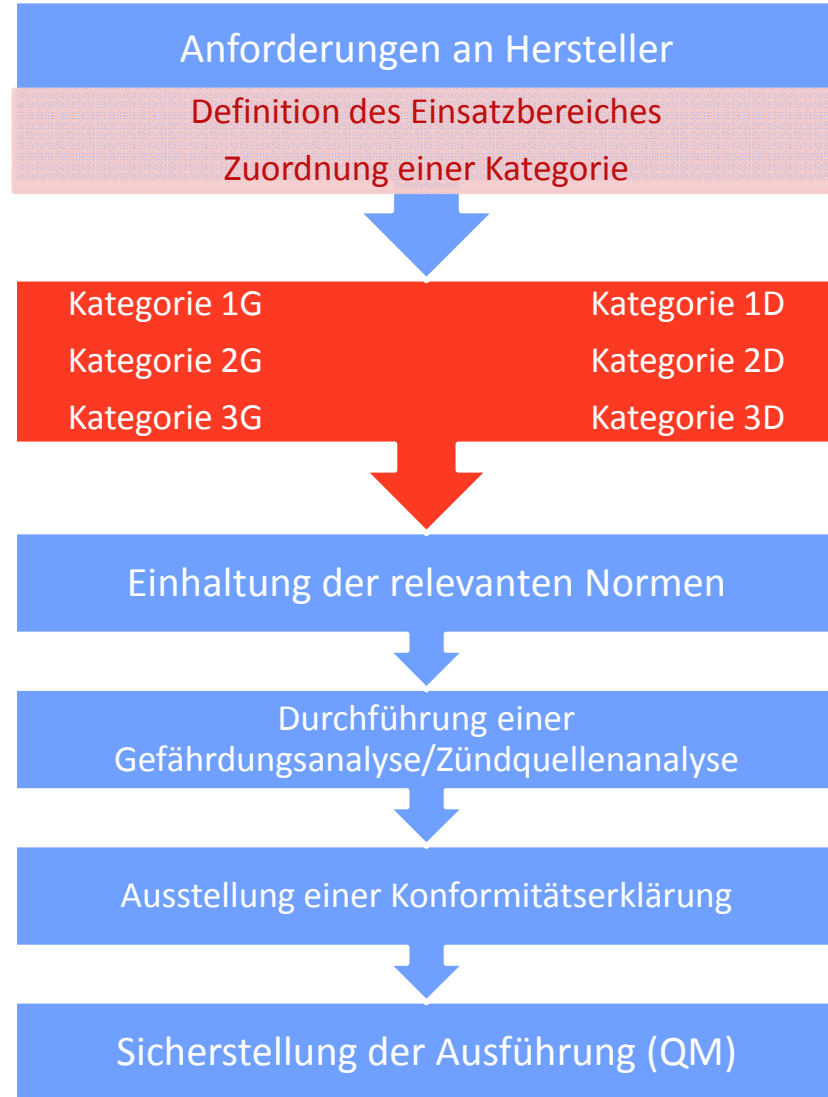 Anforderungen an Hersteller
Definition des Einsatzbereiches
Zuordnung einer Kategorie
Kategorie 1G Kategorie 1D
Kategorie 2G Kategorie 2D
Kategorie 3G Kategorie 3D
Einhaltung der relevanten Normen
Durchführung einer
Gefährdungsanalyse/Zündquellenanalyse
Ausstellung einer Konformitätserklärung
Sicherstellung der Ausführung (QM)